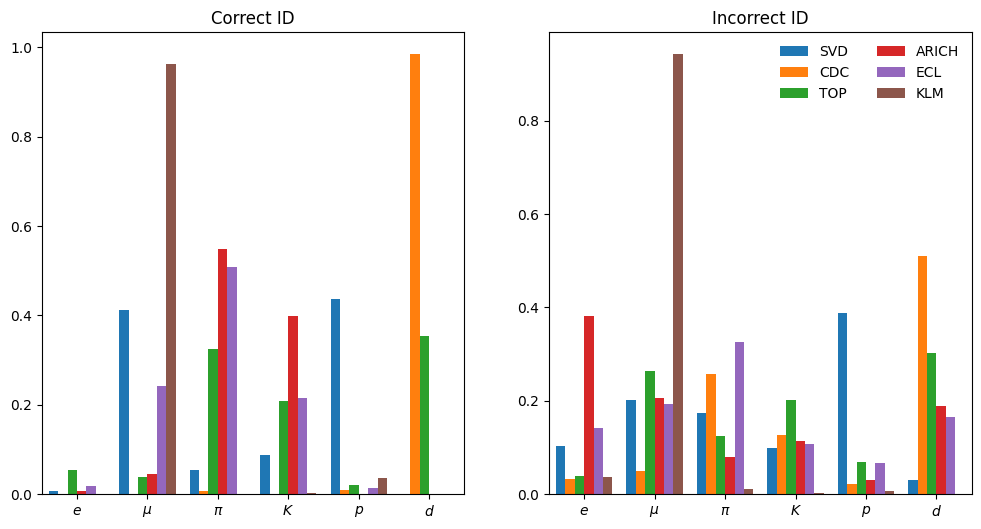 Correct ID
1.0
0.8
0.6
0.4
0.2
0.0
e μ π K p d
Incorrect ID
0.8
0.6
0.4
0.2
0.0
SVD ARICH
CDC ECL
TOP KLM
e μ π K p d